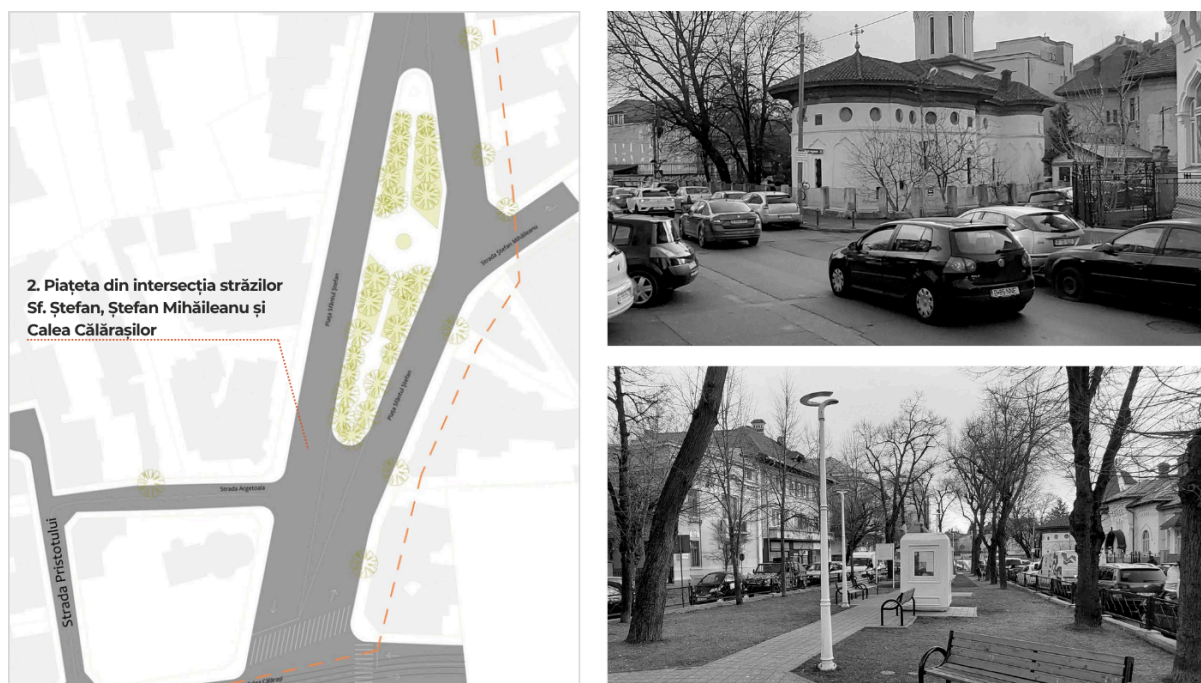 2. Piațeta din intersecția străzilor
Sf. Ștefan, Ștefan Mihăileanu și
Calea Călărașilor
Piața Sfântul Ștefan
Strada Ștefan Mihăileanu
Piața Sfântul Ștefan
Strada Argetoaia
Strada Pristotului